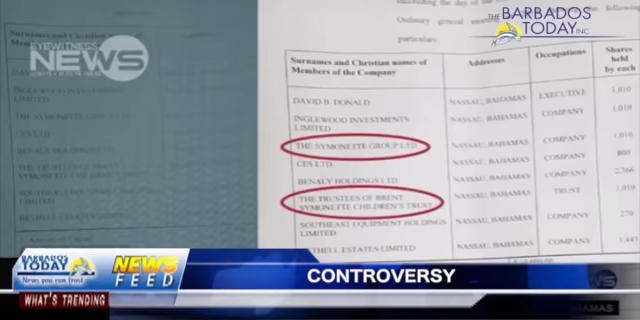 THE BARBADOS
TODAY INC.
EYEWITNESS
NEWS
Ordinary general
particulars:
Surnames and Christian names of
Members of the Company
Addresses
Occupations
Shares
held
by each
DAVID B. DONALD NASSAU, BAHAMAS EXECUTIVE 1,010
INGLEWOOD INVESTMENTS
LIMITED NASSAU, BAHAMAS COMPANY 1,010
THE SYMONETTE GROUP LTD. NASSAU, BAHAMAS COMPANY 1,010
CES LTD. NASSAU, BAHAMAS COMPANY 800
BENALY HOLDINGS LTD. NASSAU, BAHAMAS COMPANY 2,366
THE TRUSTEES OF BRENT
SYMONETTE CHILDREN'S TRUST NASSAU, BAHAMAS TRUST 1,010
SOUTHEAST EQUIPMENT HOLDINGS
LIMITED NASSAU, BAHAMAS COMPANY 270
ETHELL ESTATES LIMITED NASSAU, BAHAMAS COMPANY 1,443
BARBADOS
TODAY
News you can trust
NEWS
FEED
CONTROVERSY
WHAT'S TRENDING